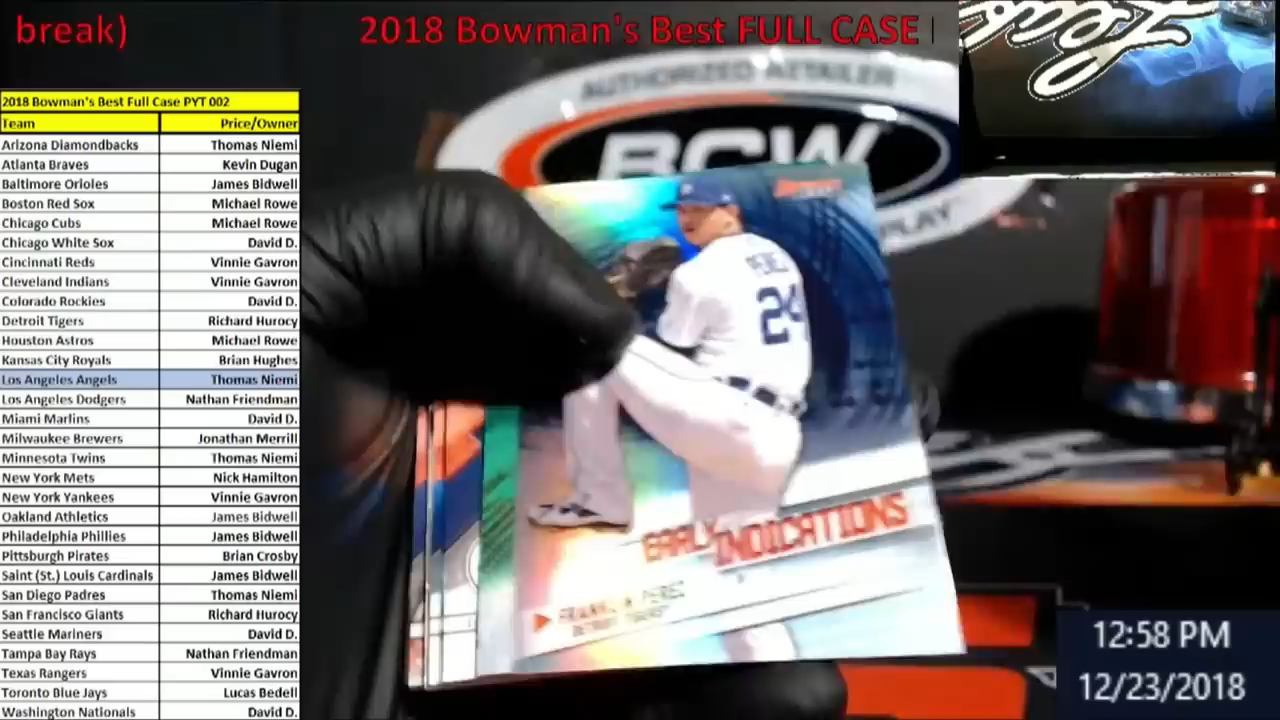 break)
2018 Bowman's Best FULL CASE
2018 Bowman's Best Full Case PYT 002
Team Price/Owner
Arizona Diamondbacks Thomas Niemi
Atlanta Braves Kevin Dugan
Baltimore Orioles James Bidwell
Boston Red Sox Michael Rowe
Chicago Cubs Michael Rowe
Chicago White Sox David D.
Cincinnati Reds Vinnie Gavron
Cleveland Indians Vinnie Gavron
Colorado Rockies David D.
Detroit Tigers Richard Hurocy
Houston Astros Michael Rowe
Kansas City Royals Brian Hughes
Los Angeles Angels Thomas Niemi
Los Angeles Dodgers Nathan Friendman
Miami Marlins David D.
Milwaukee Brewers Jonathan Merrill
Minnesota Twins Thomas Niemi
New York Mets Nick Hamilton
New York Yankees Vinnie Gavron
Oakland Athletics James Bidwell
Philadelphia Phillies James Bidwell
Pittsburgh Pirates Brian Crosby
Saint (St.) Louis Cardinals James Bidwell
San Diego Padres Thomas Niemi
San Francisco Giants Richard Hurocy
Seattle Mariners David D.
Tampa Bay Rays Nathan Friendman
Texas Rangers Vinnie Gavron
Toronto Blue Jays Lucas Bedell
Washington Nationals David D.
AUTHORIZED RETAILER
BCW
PLAY
PEREZ
24
EARLY INDICATIONS
FRANKLIN PEREZ
DETROIT TIGERS
12:58 PM
12/23/2018